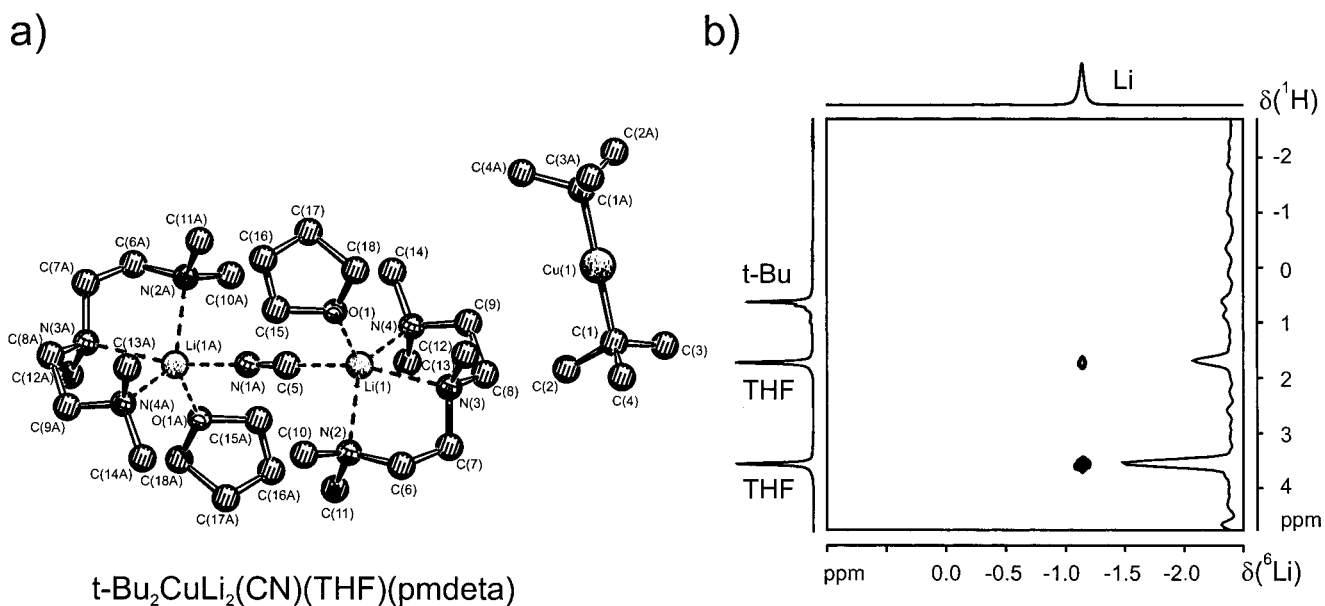 a)
C(2A)
C(3A)
C(4A)
C(1A)
C(17)
C(11A)
C(16)
C(18)
C(14)
C(6A)
C(7A)
Cu(1)
N(2A)
C(10A)
C(9)
O(1)
C(15)
N(4)
N(3A)
C(8A)
C(13A)
C(1)
C(12)
Li(1A)
C(3)
C(13)
C(12A)
N(1A)
C(5)
Li(1)
C(8)
C(2)
N(4A)
N(3)
C(4)
C(9A)
O(1A)
C(15A)
C(10)
N(2)
C(7)
C(14A)
C(18A)
C(16A)
C(6)
C(17A)
C(11)
t-Bu₂CuLi₂(CN)(THF)(pmdeta)
b)
Li
δ(¹H)
-2
-1
0
t-Bu
1
THF
2
3
THF
4
ppm
ppm 0.0 -0.5 -1.0 -1.5 -2.0 δ(⁶Li)